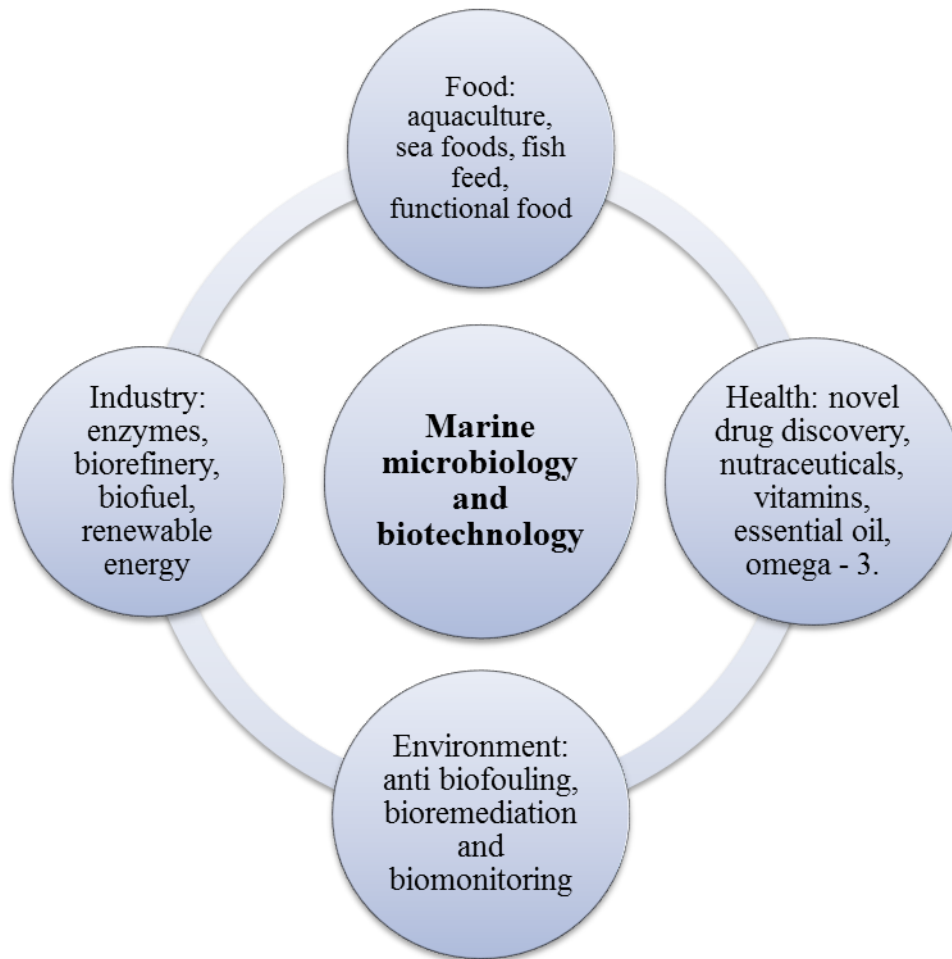 Food:
aquaculture,
sea foods, fish
feed,
functional food
Industry:
enzymes,
biorefinery,
biofuel,
renewable
energy
Marine
microbiology
and
biotechnology
Health: novel
drug discovery,
nutraceuticals,
vitamins,
essential oil,
omega - 3.
Environment:
anti biofouling,
bioremediation
and
biomonitoring